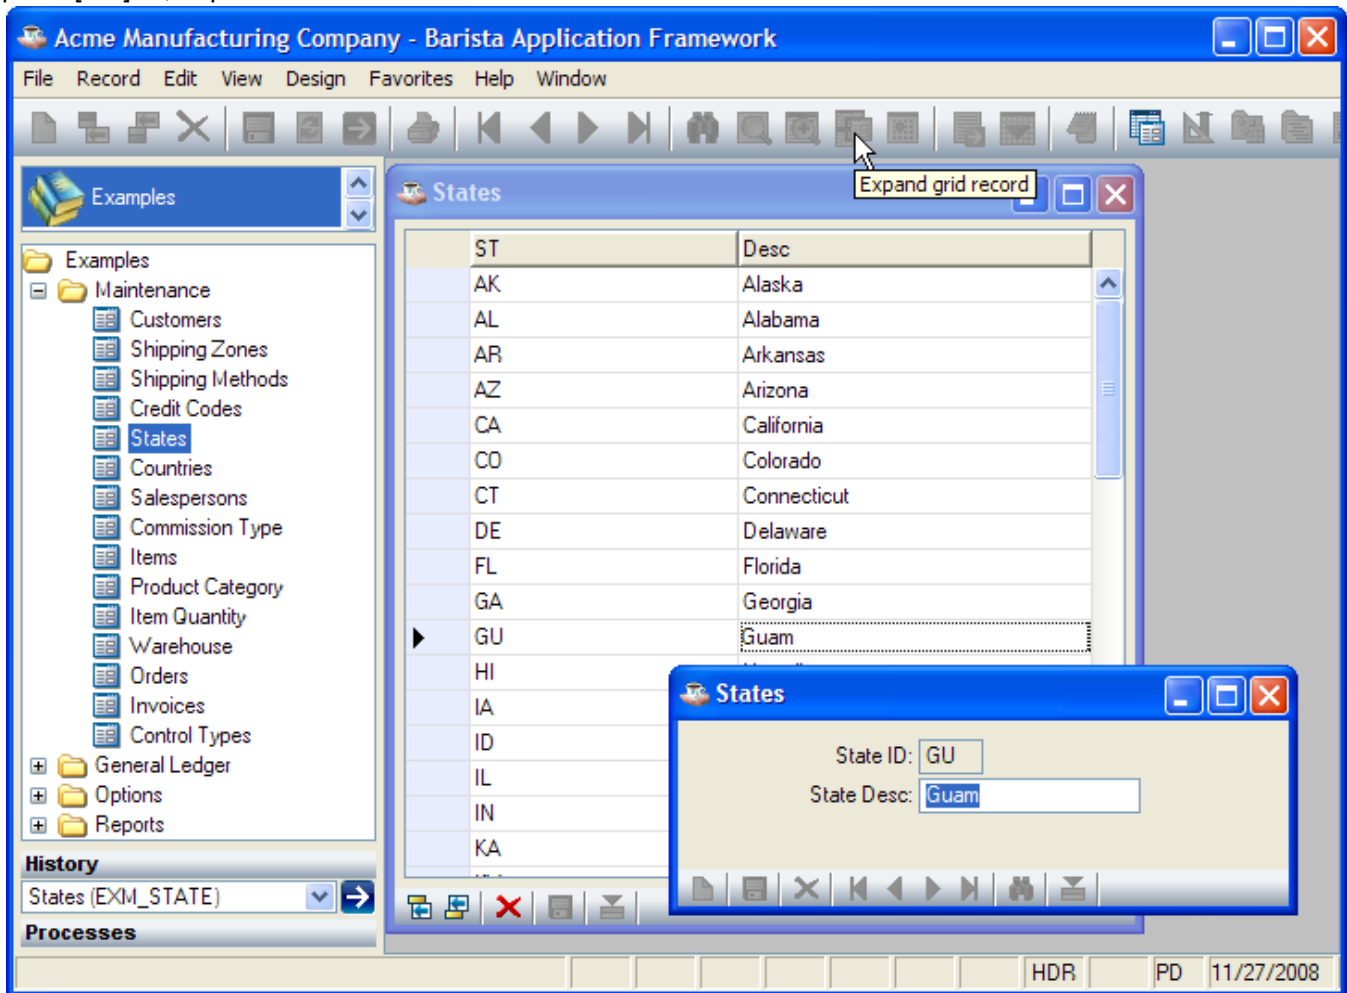 Acme Manufacturing Company - Barista Application Framework
File Record Edit View Design Favorites Help Window
Expand grid record
Examples
Examples
Maintenance
Customers
Shipping Zones
Shipping Methods
Credit Codes
States
Countries
Salespersons
Commission Type
Items
Product Category
Item Quantity
Warehouse
Orders
Invoices
Control Types
General Ledger
Options
Reports
History
States (EXM_STATE)
Processes
States
ST Desc
AK Alaska
AL Alabama
AR Arkansas
AZ Arizona
CA California
CO Colorado
CT Connecticut
DE Delaware
FL Florida
GA Georgia
GU Guam
HI
IA
ID
IL
IN
KA
States
State ID: GU
State Desc: Guam
HDR PD 11/27/2008